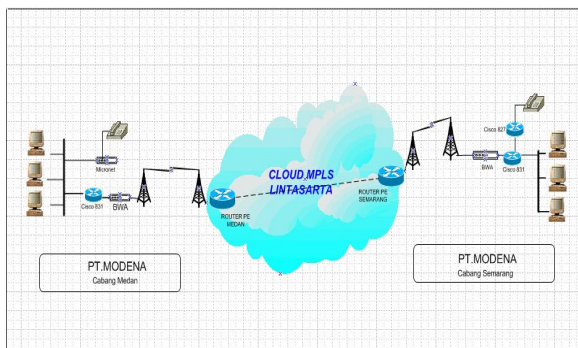 Micronet
Cisco 831
BWA
CLOUD MPLS
LINTASARTA
ROUTER PE
MEDAN
ROUTER PE
SEMARANG
Cisco 827
BWA
Cisco 831
PT.MODENA
Cabang Medan
PT.MODENA
Cabang Semarang